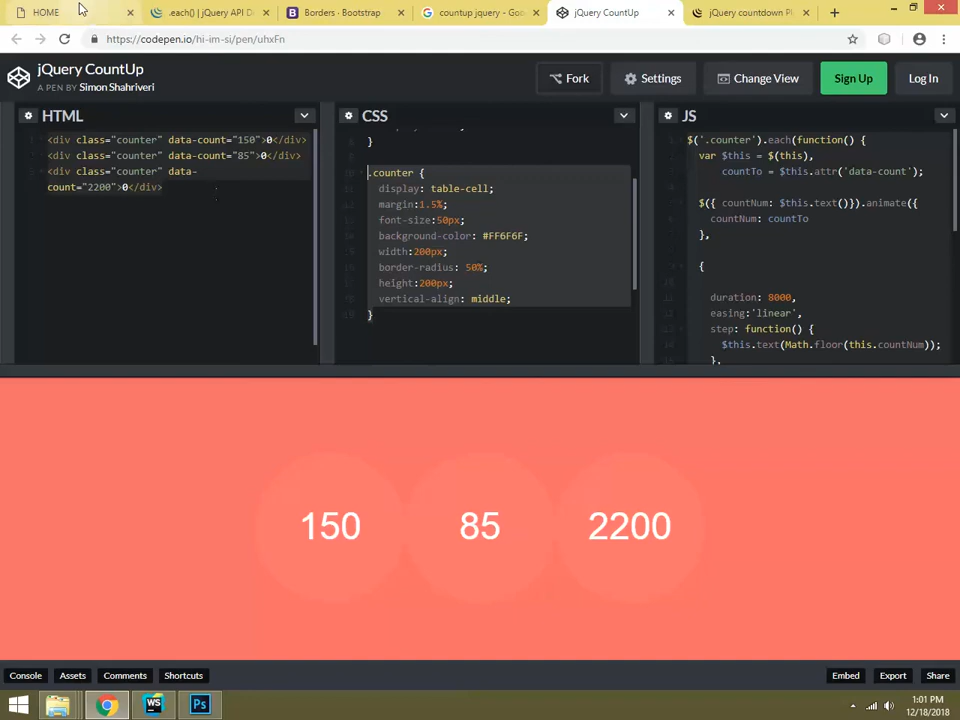 HOME
.each() | jQuery API D
Borders · Bootstrap
countup jquery - Goo
jQuery CountUp
jQuery countdown Pl
https://codepen.io/hi-im-si/pen/uhxFn
jQuery CountUp
A PEN BY Simon Shahriveri
Fork
Settings
Change View
Sign Up
Log In
HTML
<div class="counter" data-count="150">0</div>
<div class="counter" data-count="85">0</div>
<div class="counter" data-
count="2200">0</div>
CSS
}
.counter {
display: table-cell;
margin:1.5%;
font-size:50px;
background-color: #FF6F6F;
width:200px;
border-radius: 50%;
height:200px;
vertical-align: middle;
}
JS
$('.counter').each(function() {
var $this = $(this),
countTo = $this.attr('data-count');
$({ countNum: $this.text()}).animate({
countNum: countTo
},
{
duration: 8000,
easing:'linear',
step: function() {
$this.text(Math.floor(this.countNum));
},
150
85
2200
Console
Assets
Comments
Shortcuts
Embed
Export
Share
WS
Ps
1:01 PM
12/18/2018